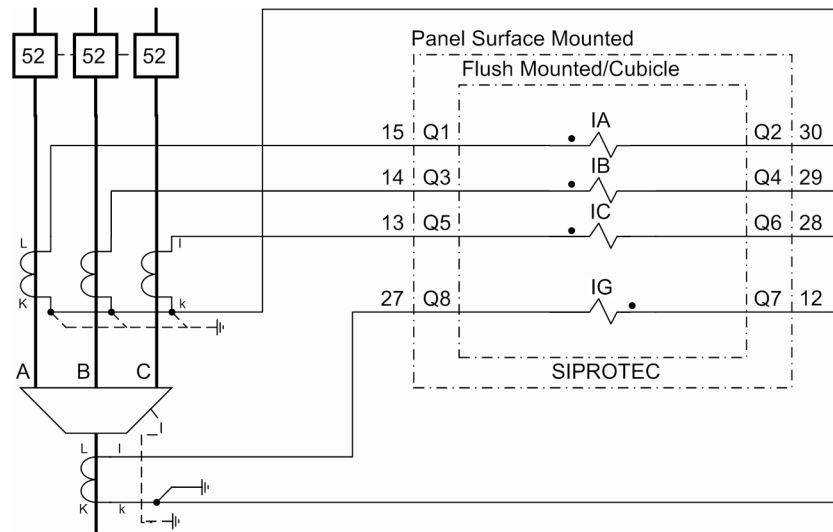 52 52 52
Panel Surface Mounted
Flush Mounted/Cubicle
15 Q1 IA Q2 30
14 Q3 IB Q4 29
13 Q5 IC Q6 28
L l
K k
27 Q8 IG Q7 12
A B C
SIPROTEC
L l
K k